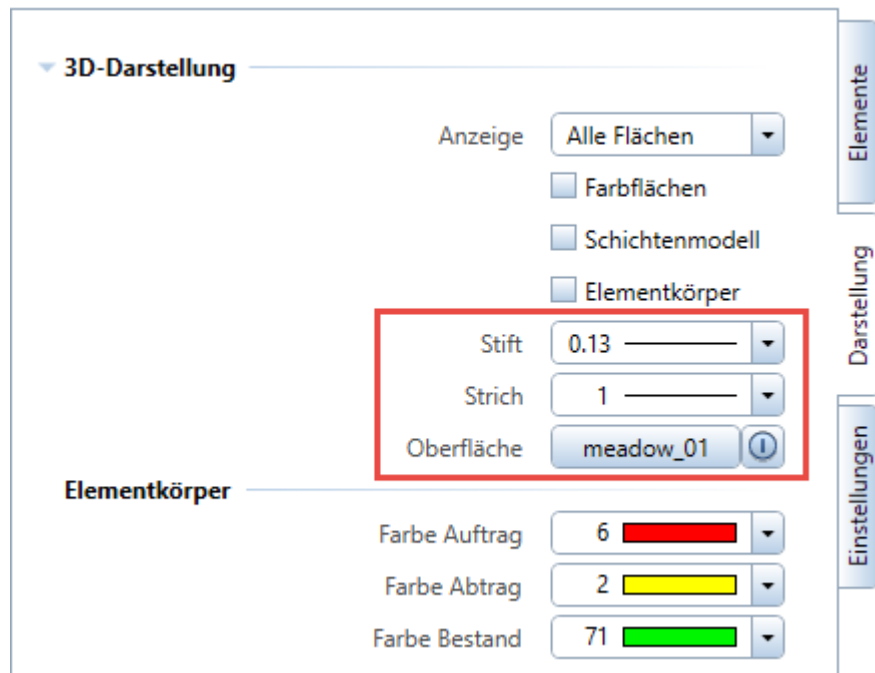 3D-Darstellung
Anzeige Alle Flächen
Farbflächen
Schichtenmodell
Elementkörper
Stift 0.13
Strich 1
Oberfläche meadow_01
Elementkörper
Farbe Auftrag 6
Farbe Abtrag 2
Farbe Bestand 71
Elemente
Darstellung
Einstellungen